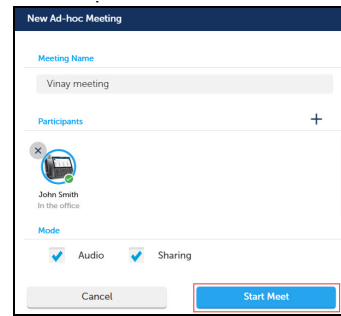 New Ad-hoc Meeting
Meeting Name
Vinay meeting
Participants
John Smith
In the office
Mode
Audio Sharing
Cancel Start Meet